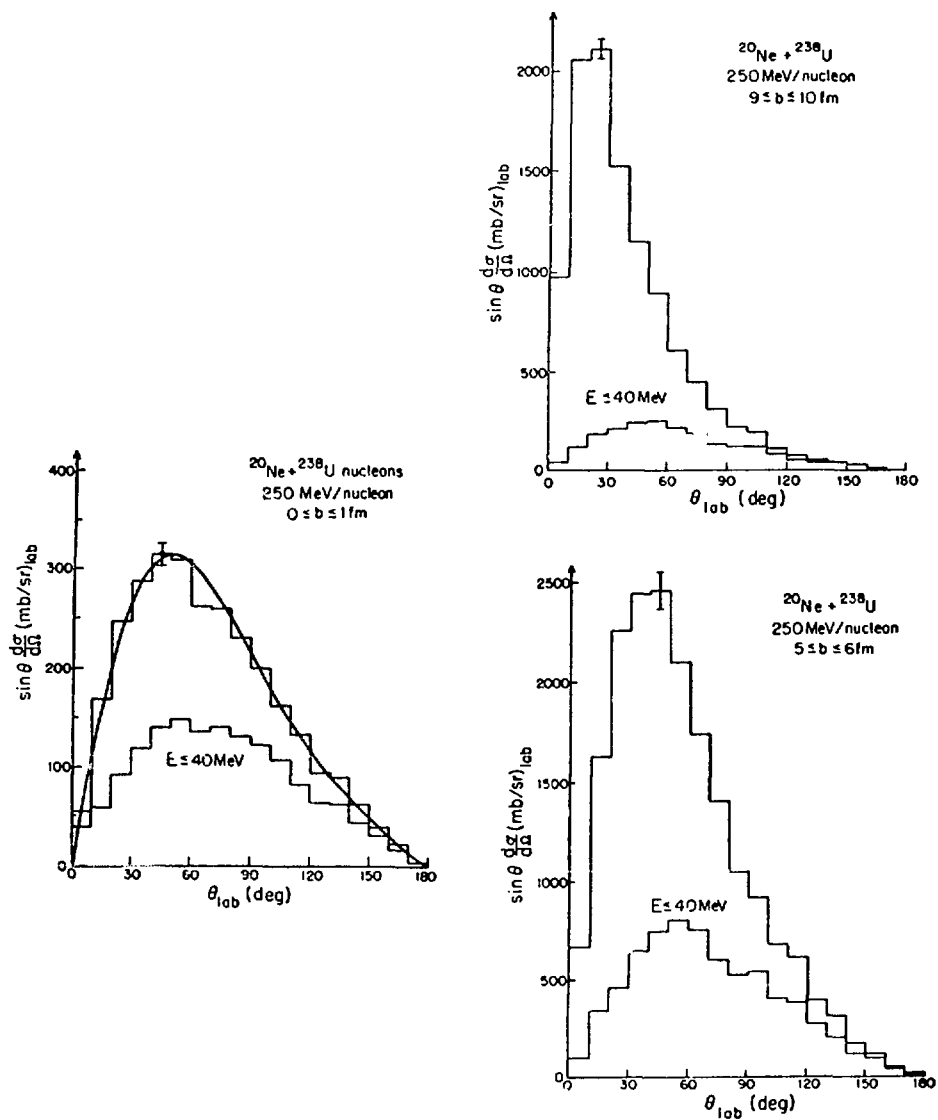 2000
1500
1000
500
0
sin θ dσ/dΩ (mb/sr)lab
²⁰Ne + ²³⁸U
250 MeV/nucleon
9 ≤ b ≤ 10 fm
E ≤ 40 MeV
0 30 60 90 120 150 180
θlab (deg)
400
300
200
100
0
sin θ dσ/dΩ (mb/sr)lab
²⁰Ne + ²³⁸U nucleons
250 MeV/nucleon
0 ≤ b ≤ 1 fm
E ≤ 40 MeV
0 30 60 90 120 150 180
θlab (deg)
2500
2000
1500
1000
500
0
sin θ dσ/dΩ (mb/sr)lab
²⁰Ne + ²³⁸U
250 MeV/nucleon
5 ≤ b ≤ 6 fm
E ≤ 40 MeV
0 30 60 90 120 150 180
θlab (deg)